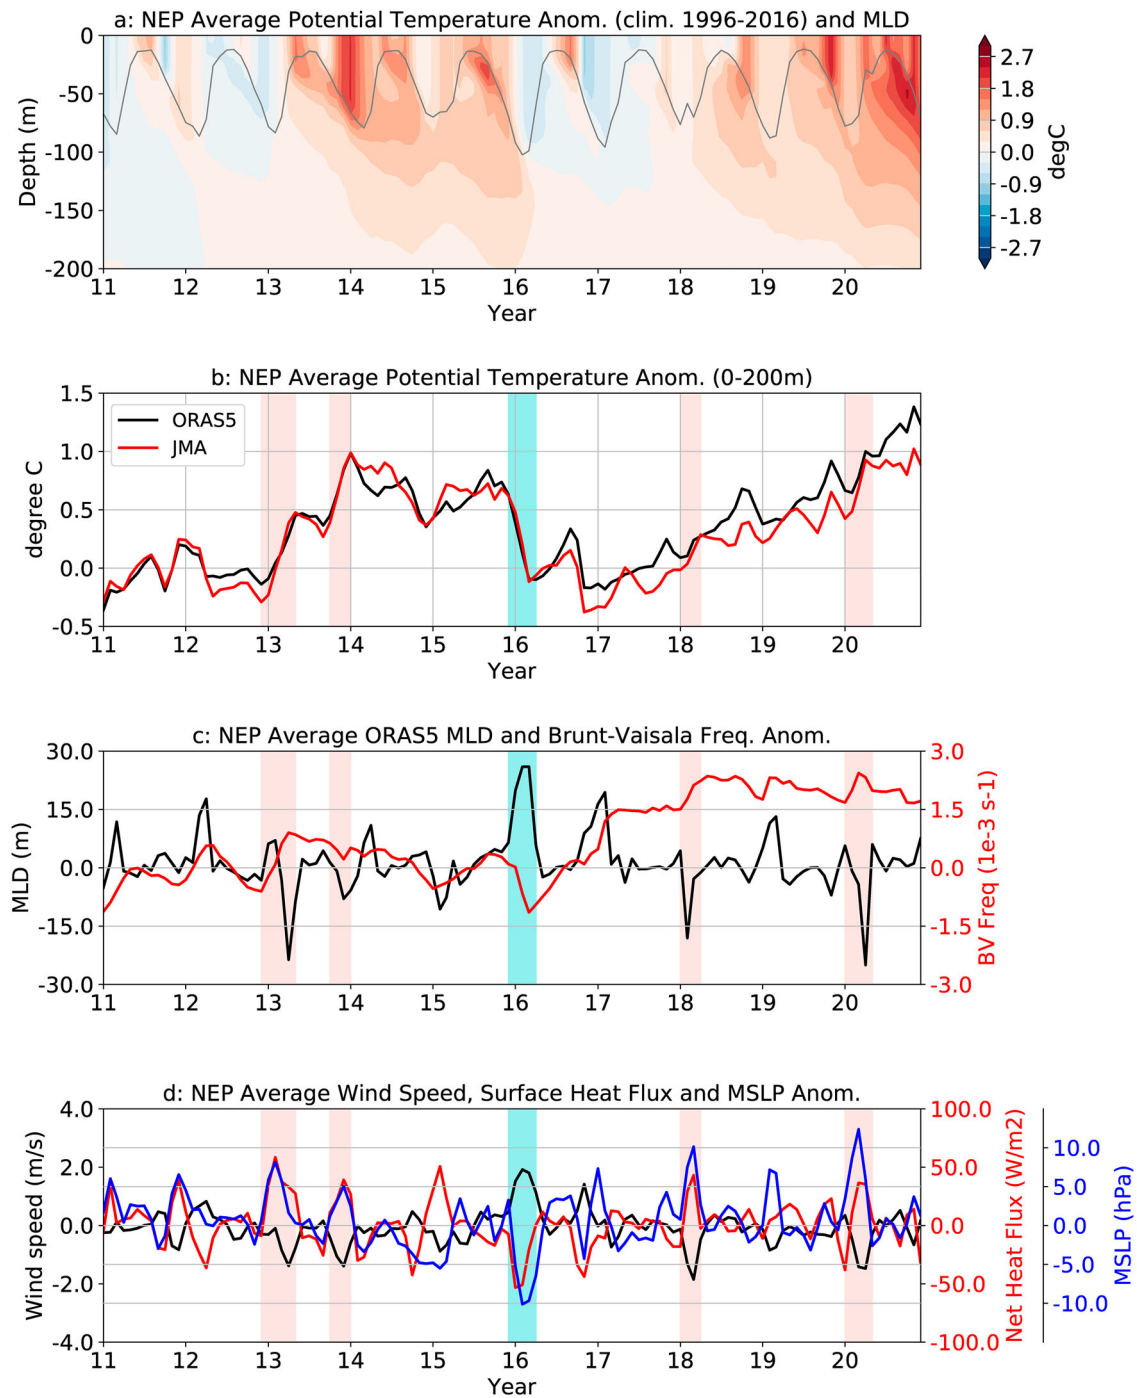 a: NEP Average Potential Temperature Anom. (clim. 1996-2016) and MLD
0
-50
-100
-150
-200
Depth (m)
11 12 13 14 15 16 17 18 19 20
Year
2.7
1.8
0.9
0.0
-0.9
-1.8
-2.7
degC
b: NEP Average Potential Temperature Anom. (0-200m)
1.5
1.0
0.5
0.0
-0.5
degree C
ORAS5
JMA
11 12 13 14 15 16 17 18 19 20
Year
c: NEP Average ORAS5 MLD and Brunt-Vaisala Freq. Anom.
30.0
15.0
0.0
-15.0
-30.0
MLD (m)
3.0
1.5
0.0
-1.5
-3.0
BV Freq (1e-3 s-1)
11 12 13 14 15 16 17 18 19 20
Year
d: NEP Average Wind Speed, Surface Heat Flux and MSLP Anom.
4.0
2.0
0.0
-2.0
-4.0
Wind speed (m/s)
100.0
50.0
0.0
-50.0
-100.0
Net Heat Flux (W/m2)
10.0
5.0
0.0
-5.0
-10.0
MSLP (hPa)
11 12 13 14 15 16 17 18 19 20
Year